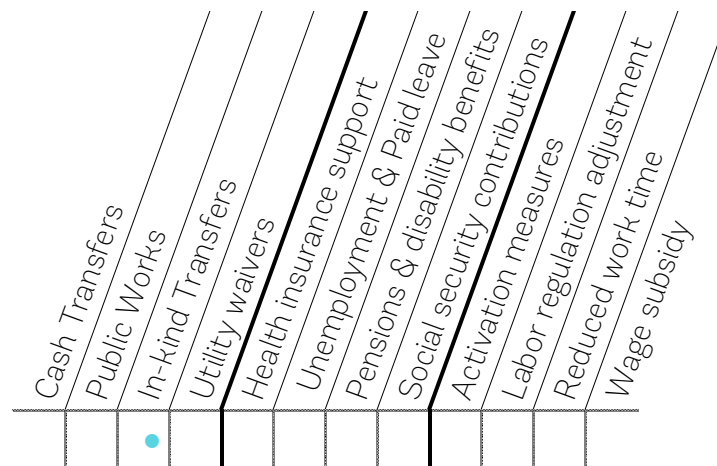 Cash Transfers
Public Works
In-kind Transfers
Utility waivers
Health insurance support
Unemployment & Paid leave
Pensions & disability benefits
Social security contributions
Activation measures
Labor regulation adjustment
Reduced work time
Wage subsidy